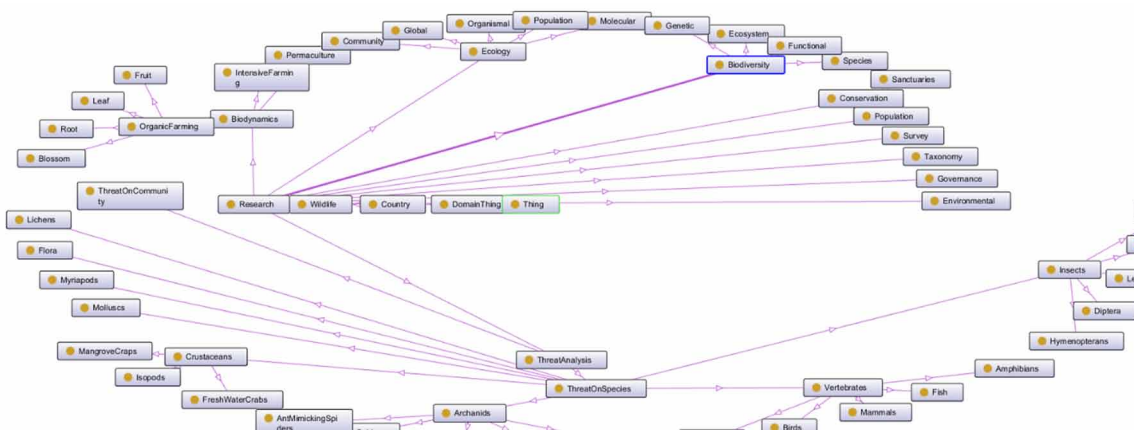 Population
Molecular
Organismal
Global
Genetic
Ecosystem
Community
Functional
Ecology
Permaculture
Species
Biodiversity
Fruit
IntensiveFarmin
g
Sanctuaries
Leaf
Conservation
Biodynamics
Population
OrganicFarming
Root
Survey
Blossom
Taxonomy
Governance
ThreatOnCommuni
ty
Research
Wildlife
Country
DomainThing
Thing
Environmental
Lichens
Flora
Insects
Myriapods
Le
Molluscs
Diptera
Hymenopterans
MangroveCraps
Crustaceans
ThreatAnalysis
Amphibians
Isopods
ThreatOnSpecies
Vertebrates
Fish
FreshWaterCrabs
Archanids
Mammals
AntMimickingSpi
ders
Birds